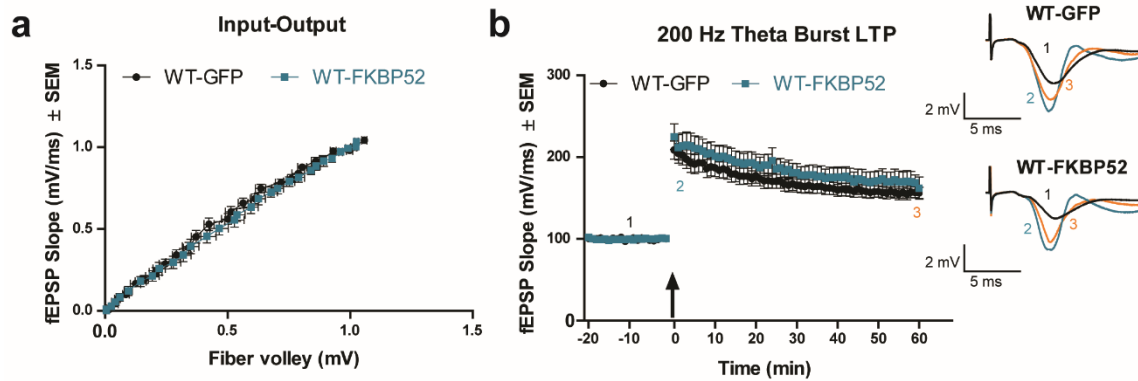 a
Input-Output
WT-GFP
WT-FKBP52
fEPSP Slope (mV/ms) ± SEM
1.5
1.0
0.5
0.0
0.0
0.5
1.0
1.5
Fiber volley (mV)
b
200 Hz Theta Burst LTP
WT-GFP
WT-FKBP52
fEPSP Slope (mV/ms) ± SEM
300
200
100
0
1
2
3
-20
-10
0
10
20
30
40
50
60
Time (min)
WT-GFP
1
2
3
2 mV
5 ms
WT-FKBP52
1
2
3
2 mV
5 ms